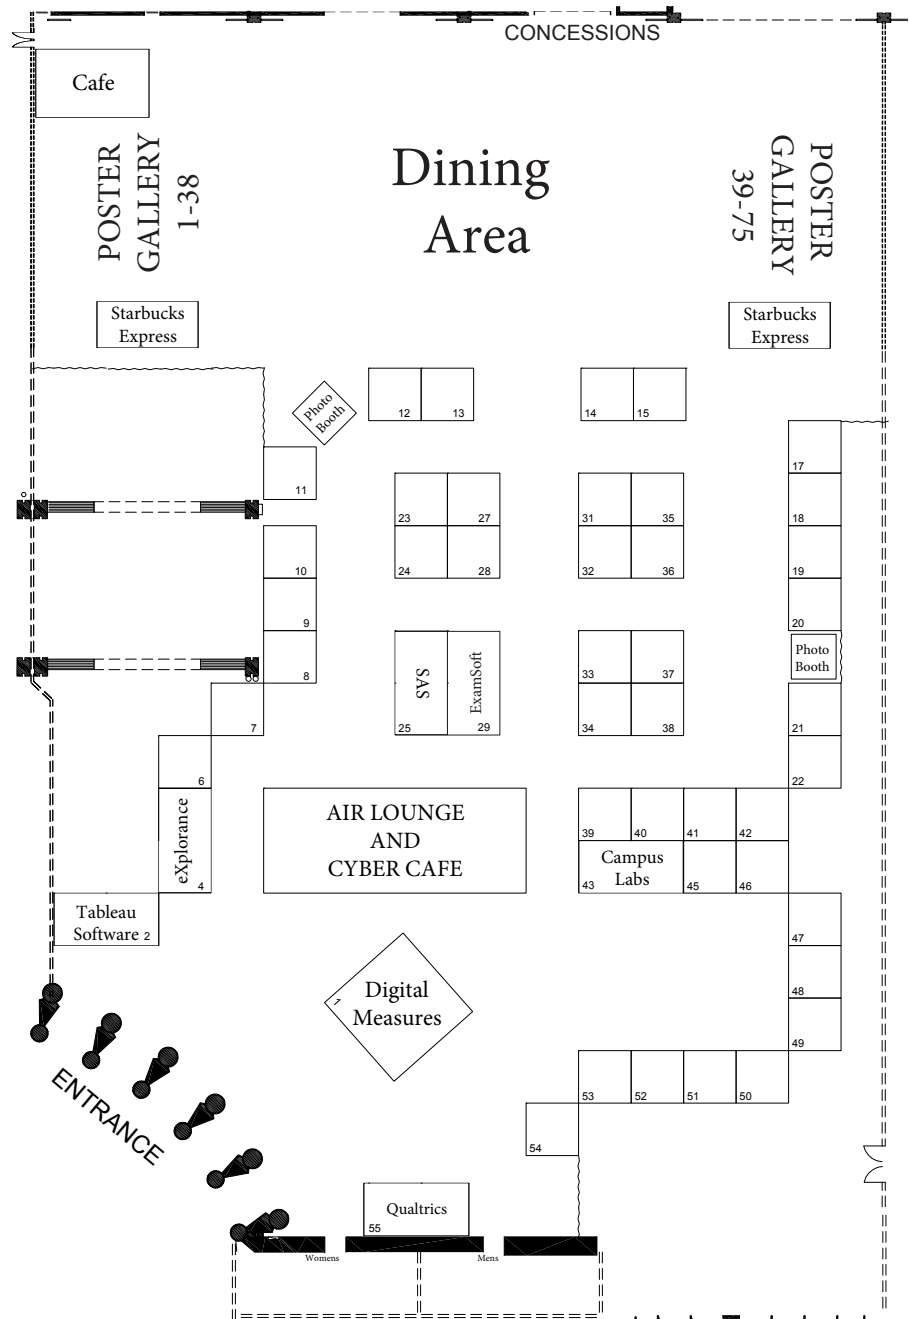 CONCESSIONS
Cafe
Dining
Area
POSTER
GALLERY
1-38
POSTER
GALLERY
39-75
Starbucks
Express
Starbucks
Express
Photo
Booth
12
13
14
15
11
17
23
27
31
35
18
24
28
32
36
10
19
9
20
8
SAS
25
ExamSoft
29
33
37
Photo
Booth
7
34
38
21
6
22
eXplorance
4
AIR LOUNGE
AND
CYBER CAFE
39
40
41
42
Campus
Labs
43
45
46
Tableau
Software 2
47
1
Digital
Measures
48
49
ENTRANCE
53
52
51
50
54
Qualtrics
55
Womens
Mens